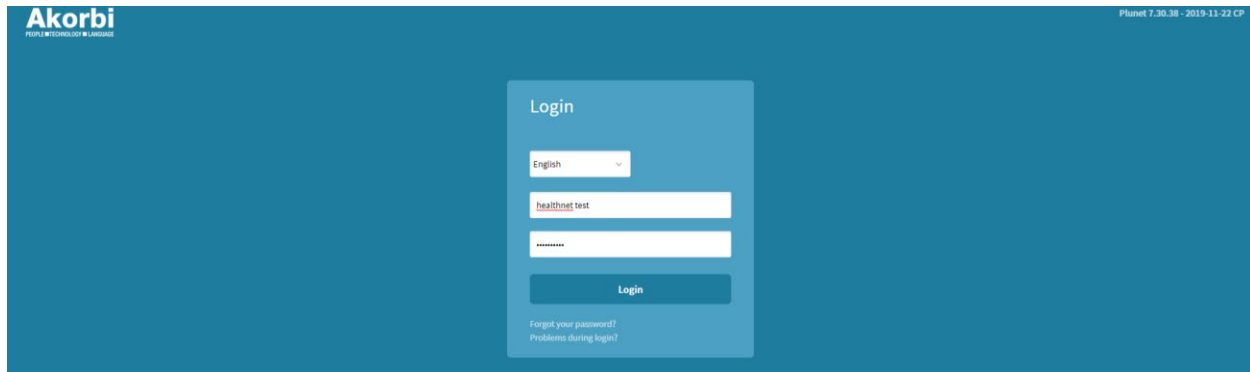 Akorbi
PEOPLE■TECHNOLOGY■LANGUAGE
Plunet 7.30.38 - 2019-11-22 CP
Login
English
healthnet test
••••••••••
Login
Forgot your password?
Problems during login?